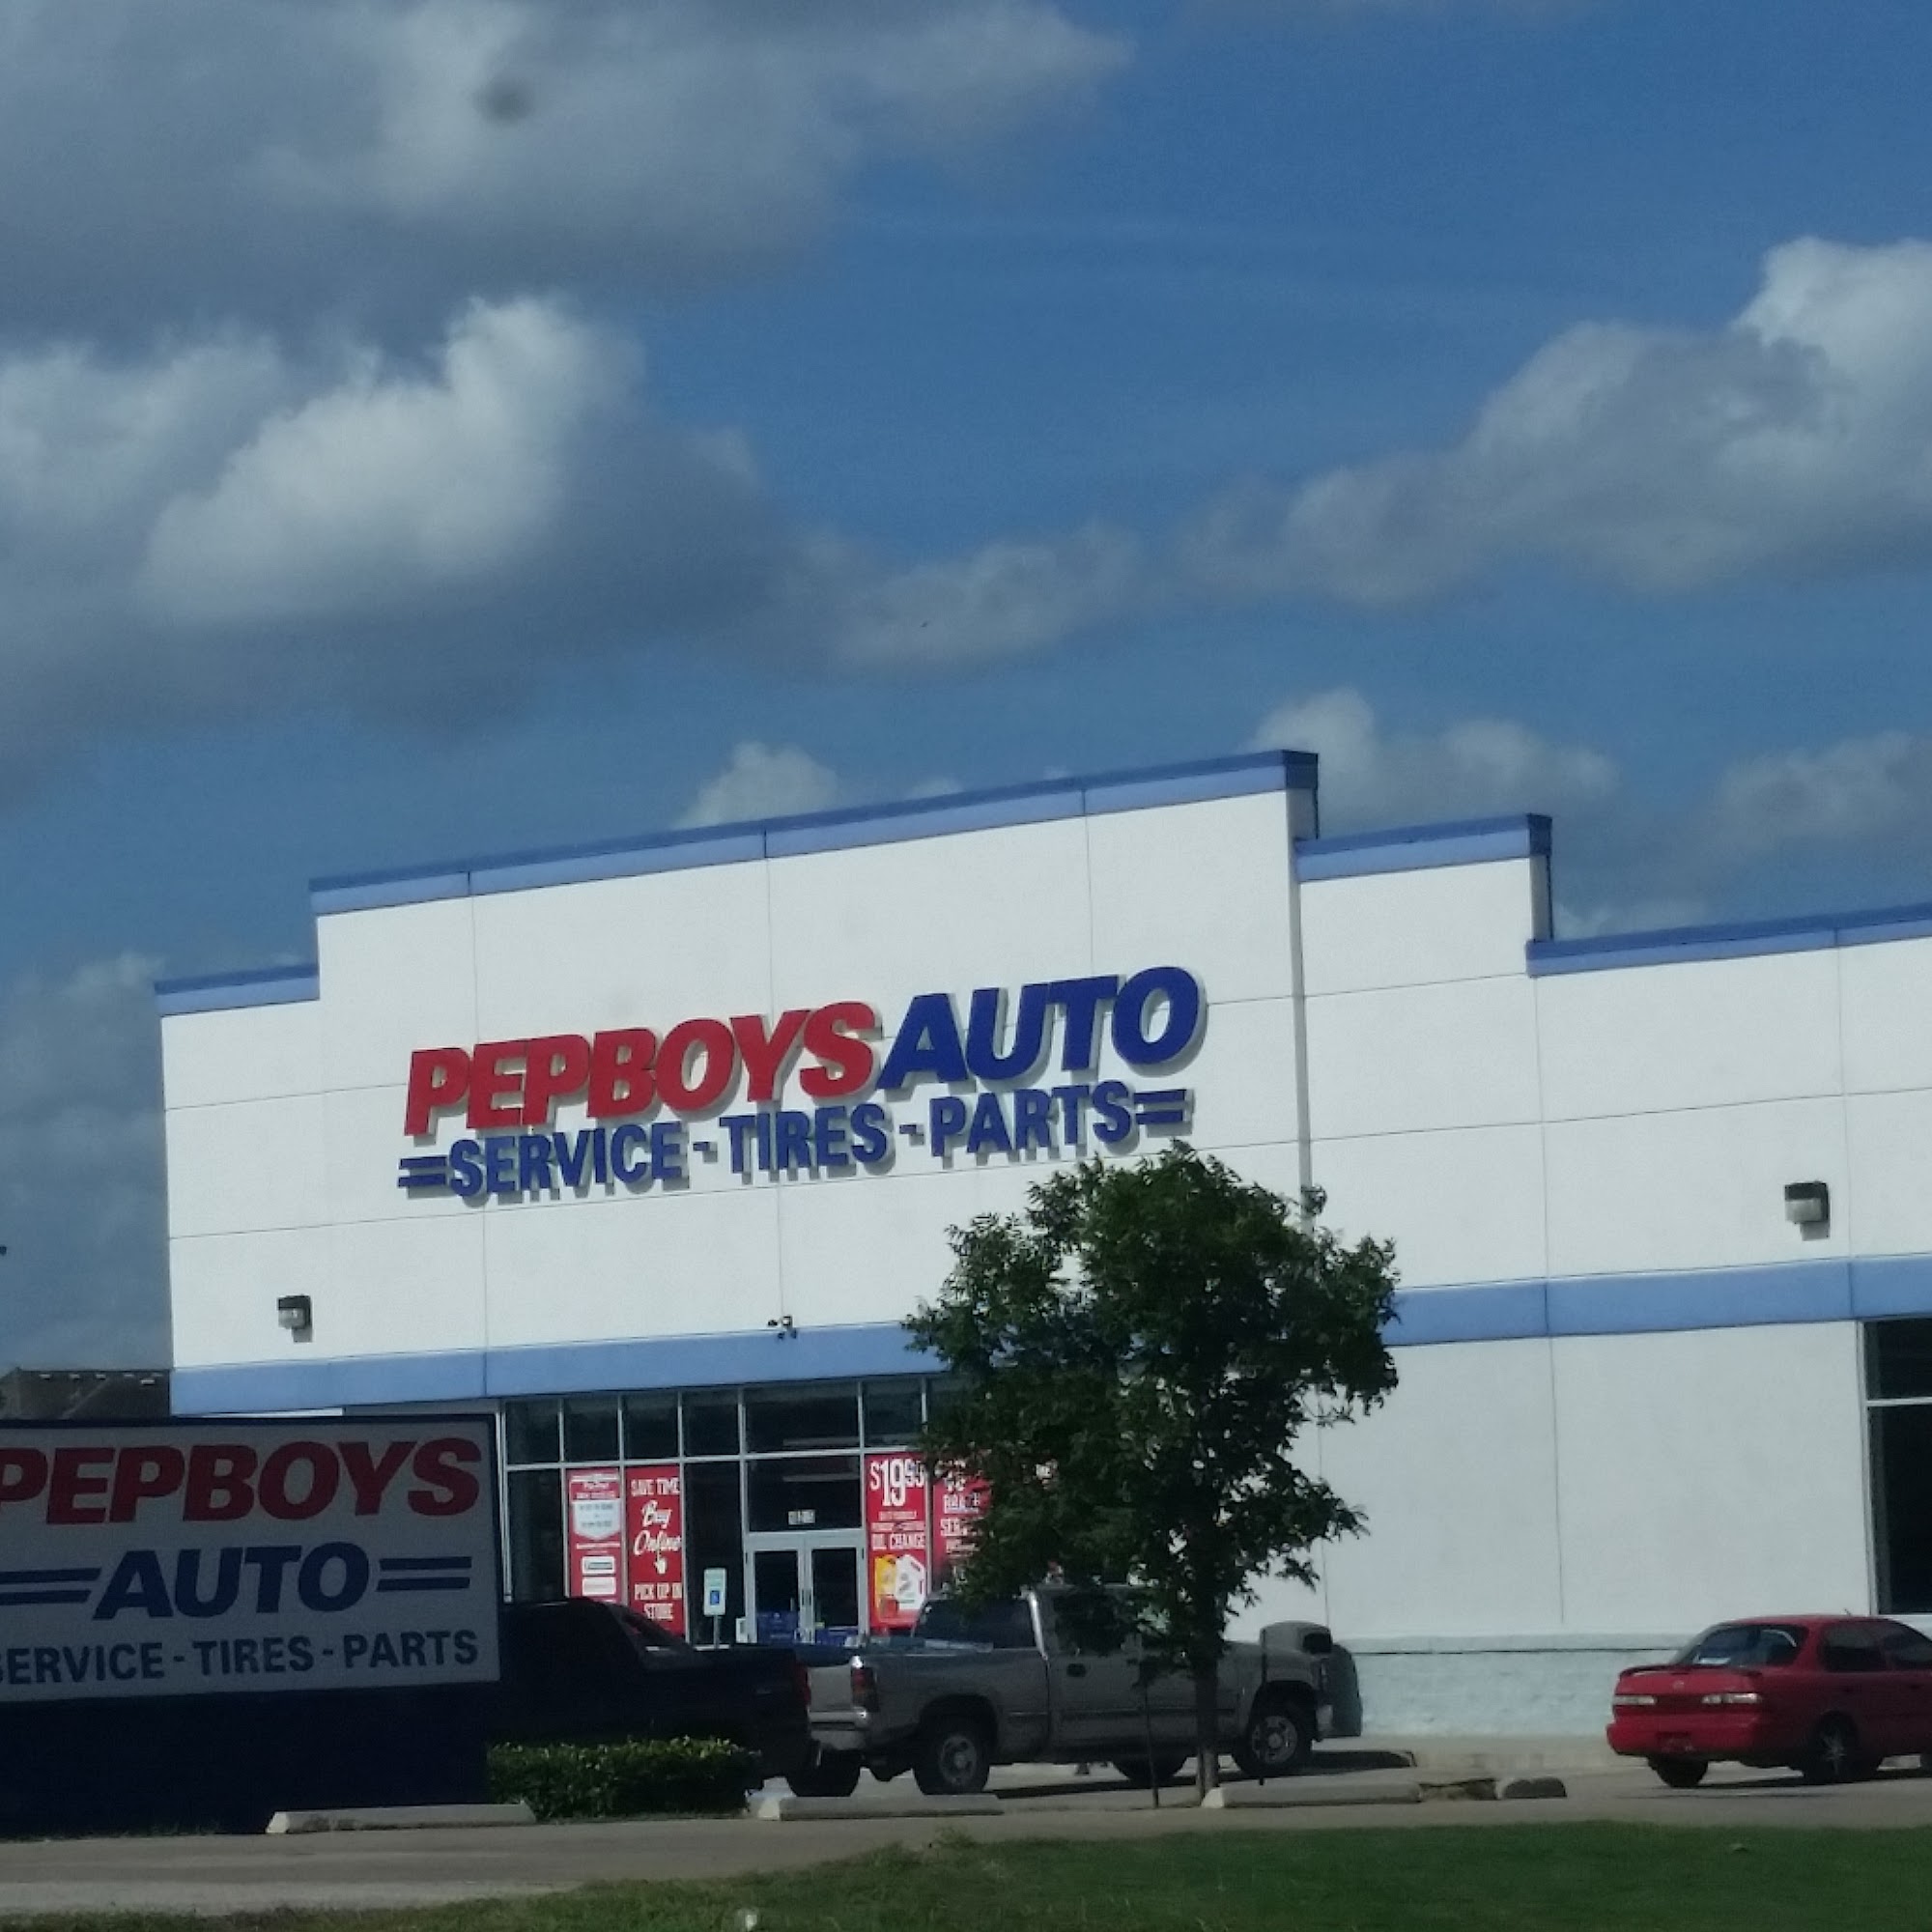 PEPBOYS AUTO
SERVICE - TIRES - PARTS
PEPBOYS
AUTO
SERVICE - TIRES - PARTS
SAVE TIME
Buy
Online
PICK UP IN
STORE
$19.99
OIL CHANGE